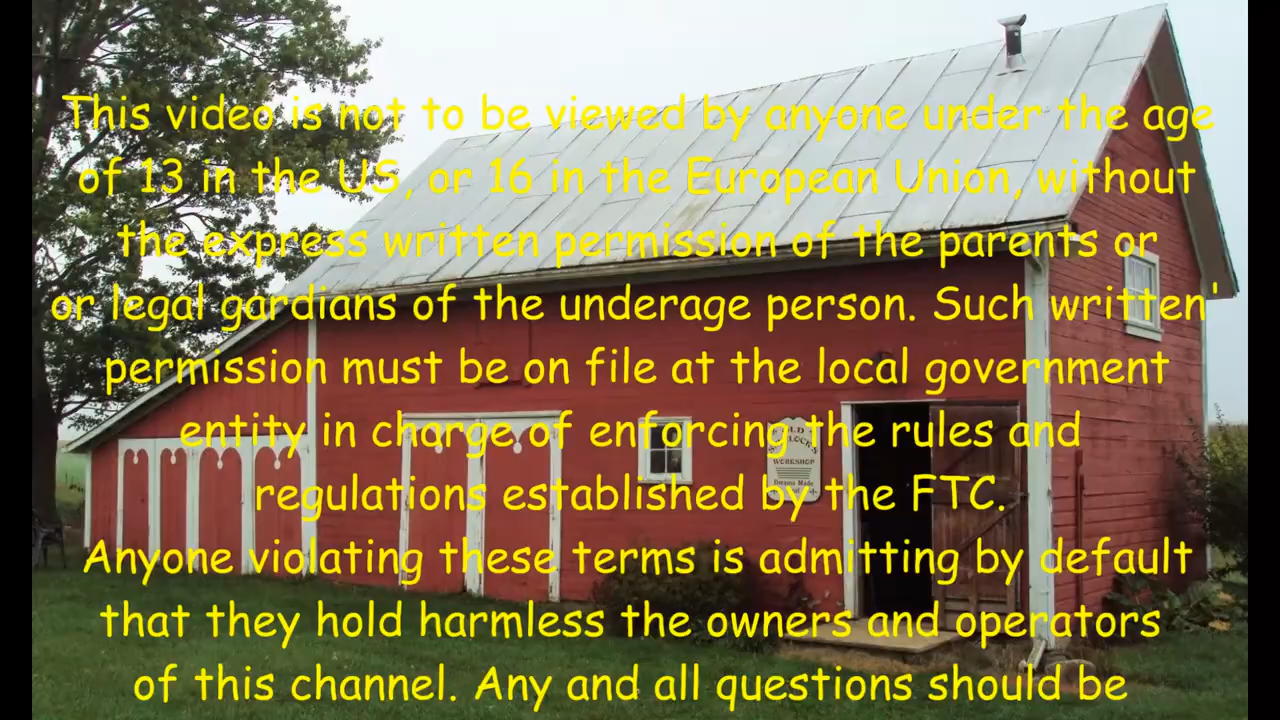 This video is not to be viewed by anyone under the age
of 13 in the US, or 16 in the European Union, without
the express written permission of the parents or
or legal gardians of the underage person. Such written'
permission must be on file at the local government
entity in charge of enforcing the rules and
regulations established by the FTC.
Anyone violating these terms is admitting by default
that they hold harmless the owners and operators
of this channel. Any and all questions should be
WORKSHOP
Dreams Made